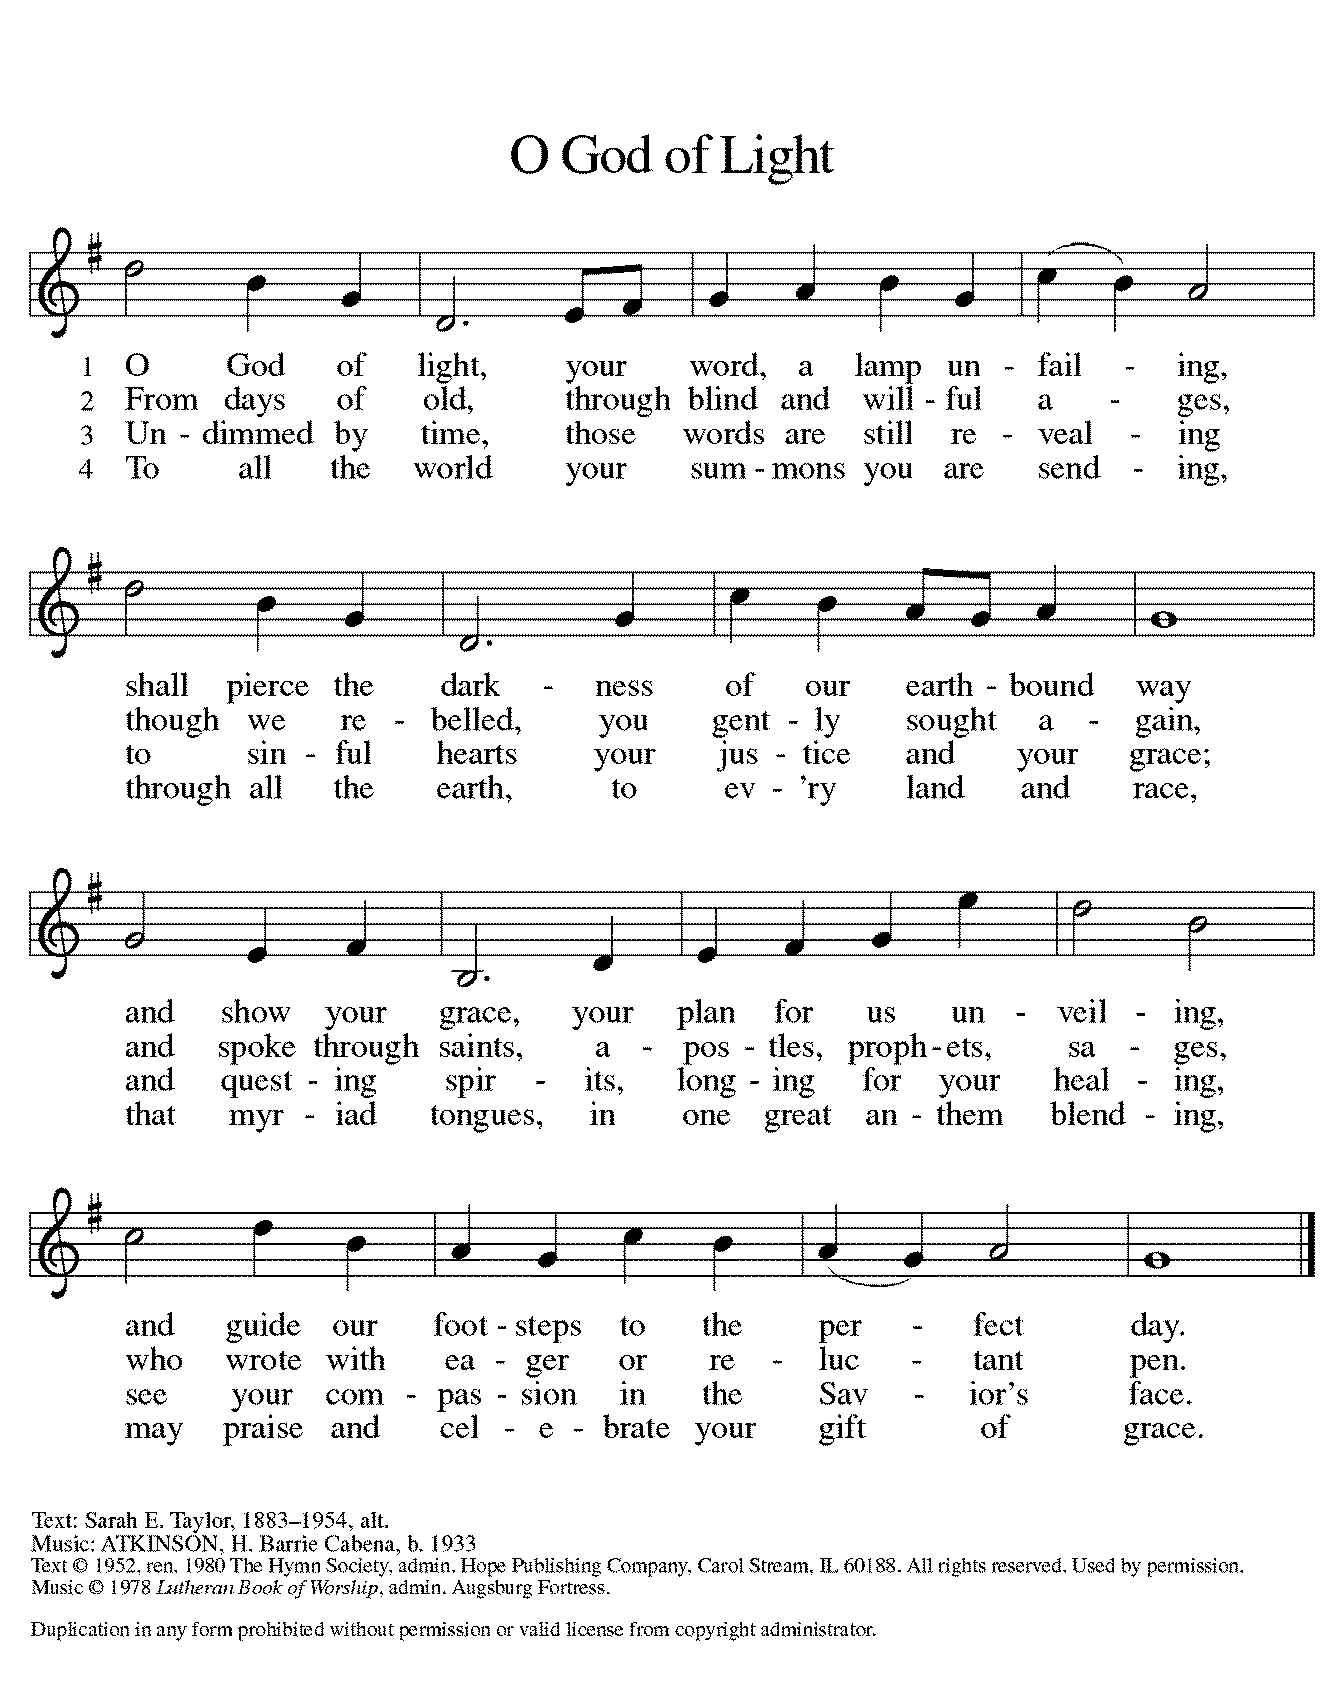 O God of Light
1 O God of light, your word, a lamp un - fail - ing,
2 From days of old, through blind and will - ful a - ges,
3 Un - dimmed by time, those words are still re - veal - ing
4 To all the world your sum - mons you are send - ing,
shall pierce the dark - ness of our earth - bound way
though we re - belled, you gent - ly sought a - gain,
to sin - ful hearts your jus - tice and your grace;
through all the earth, to ev - 'ry land and race,
and show your grace, your plan for us un - veil - ing,
and spoke through saints, a - pos - tles, proph - ets, sa - ges,
and quest - ing spir - its, long - ing for your heal - ing,
that myr - iad tongues, in one great an - them blend - ing,
and guide our foot - steps to the per - fect day.
who wrote with ea - ger or re - luc - tant pen.
see your com - pas - sion in the Sav - ior's face.
may praise and cel - e - brate your gift of grace.
Text: Sarah E. Taylor, 1883–1954, alt.
Music: ATKINSON, H. Barrie Cabena, b. 1933
Text © 1952, ren. 1980 The Hymn Society, admin. Hope Publishing Company, Carol Stream, IL 60188. All rights reserved. Used by permission.
Music © 1978 Lutheran Book of Worship, admin. Augsburg Fortress.
Duplication in any form prohibited without permission or valid license from copyright administrator.